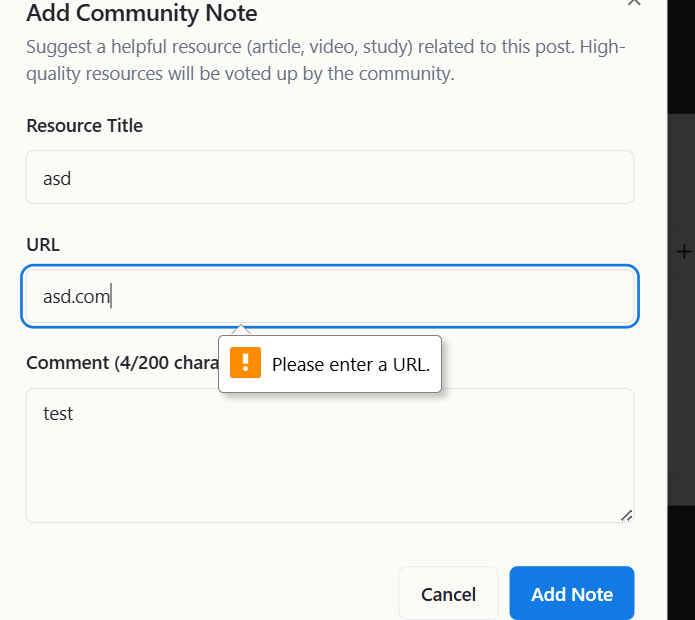 Add Community Note
Suggest a helpful resource (article, video, study) related to this post. High-
quality resources will be voted up by the community.
Resource Title
asd
URL
asd.com
Please enter a URL.
Comment (4/200 chara
test
Cancel
Add Note